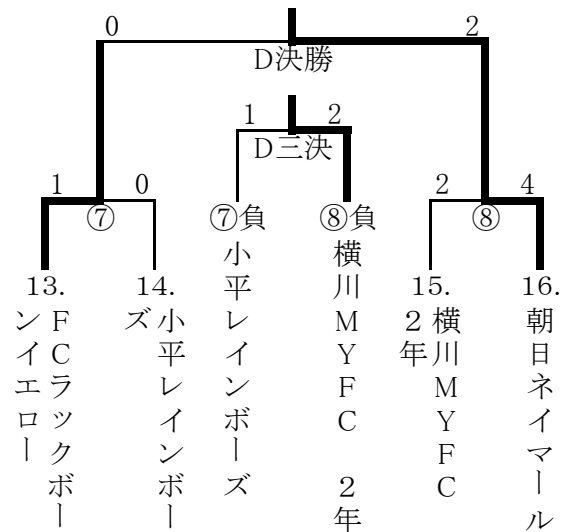 0 2
D決勝
1 2
D三決
1 0
⑦
⑦負
⑧負
2 4
⑧
13.
FCラックボー
ンイエロー
14.
小平レインボー
ズ
小平レインボーズ
横川MYFC 2年
15.
横川MYFC
2年
16.
朝日ネイマール